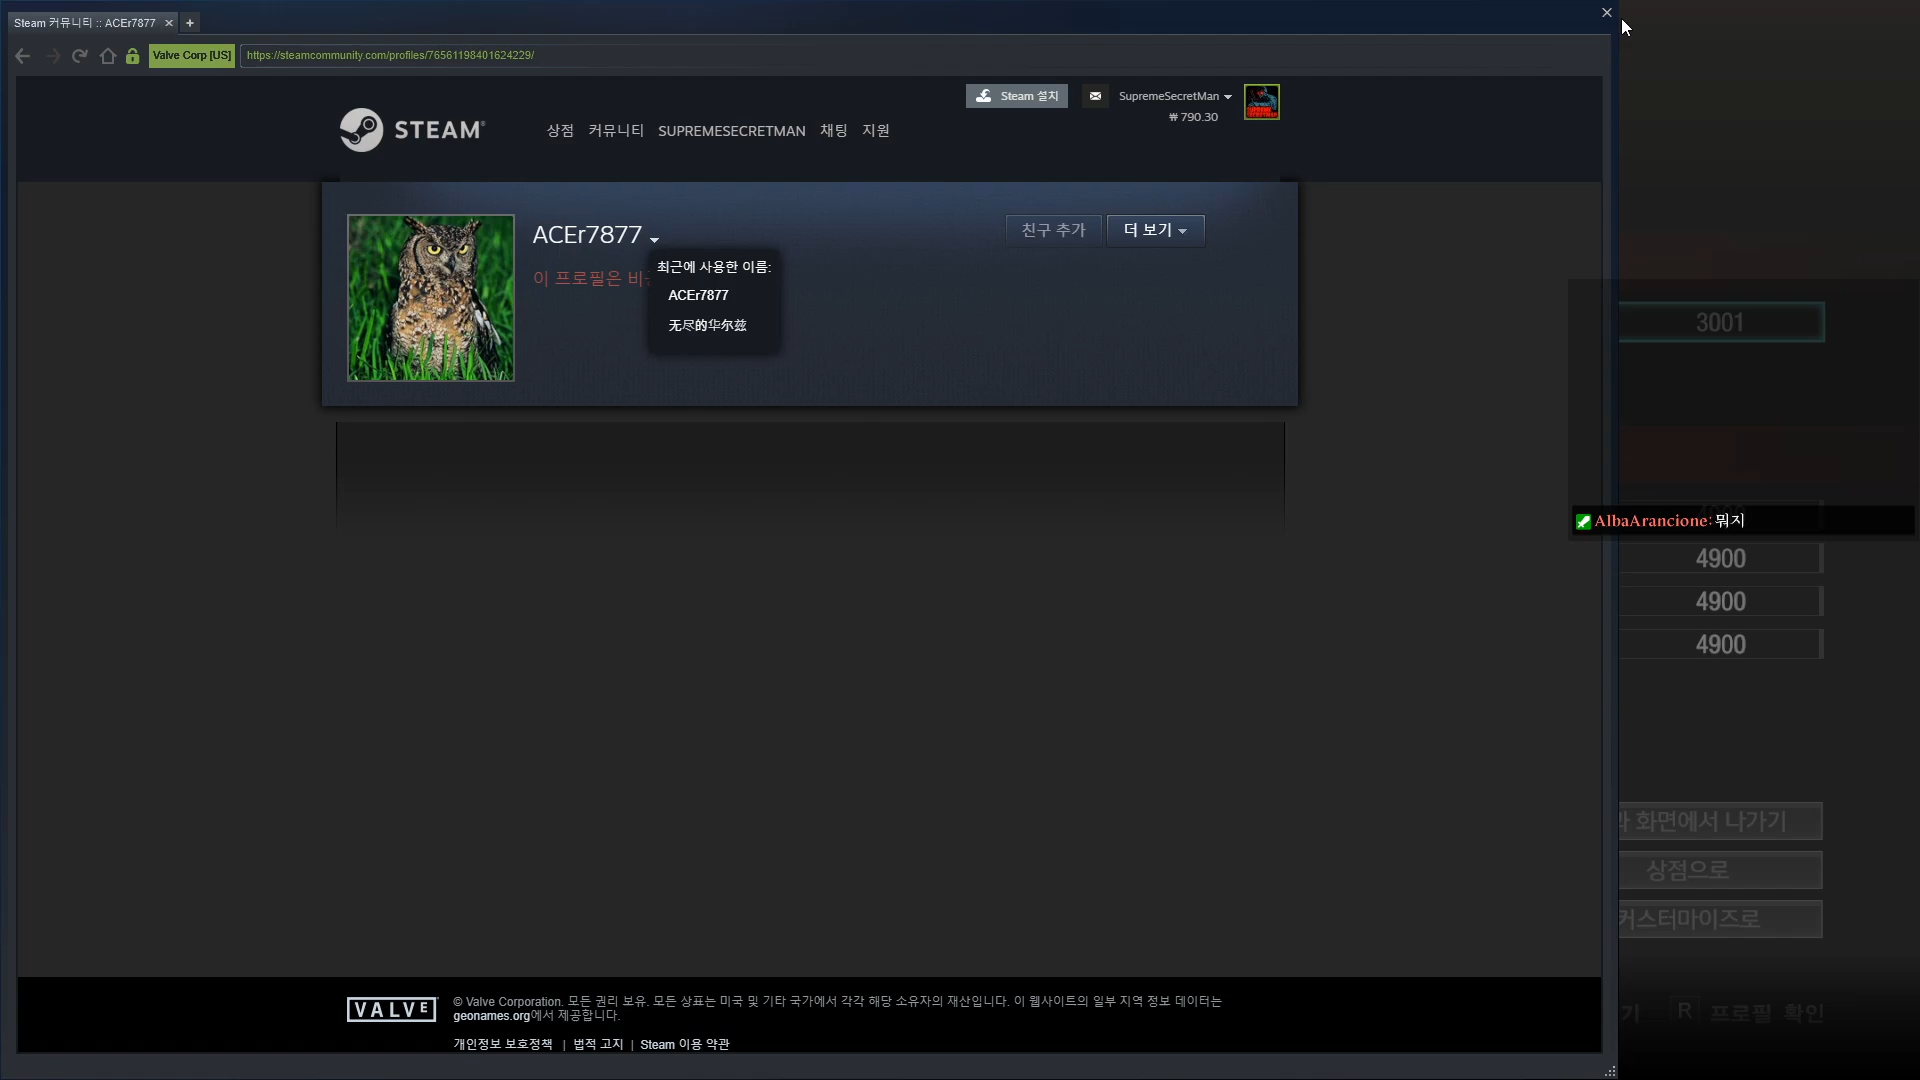 Steam 커뮤니티 :: ACEr7877
Valve Corp [US]
https://steamcommunity.com/profiles/76561198401624229/
Steam 설치
SupremeSecretMan
₩ 790.30
STEAM®
상점 커뮤니티 SUPREMESECRETMAN 채팅 지원
ACEr7877
친구 추가
더 보기
이 프로필은 비
최근에 사용한 이름:
ACEr7877
无尽的华尔兹
3001
AlbaArancione: 뭐지
4900
4900
4900
화면에서 나가기
상점으로
커스터마이즈로
기
R 프로필 확인
VALVE
© Valve Corporation. 모든 권리 보유. 모든 상표는 미국 및 기타 국가에서 각각 해당 소유자의 재산입니다. 이 웹사이트의 일부 지역 정보 데이터는
geonames.org에서 제공합니다.
개인정보 보호정책 | 법적 고지 | Steam 이용 약관